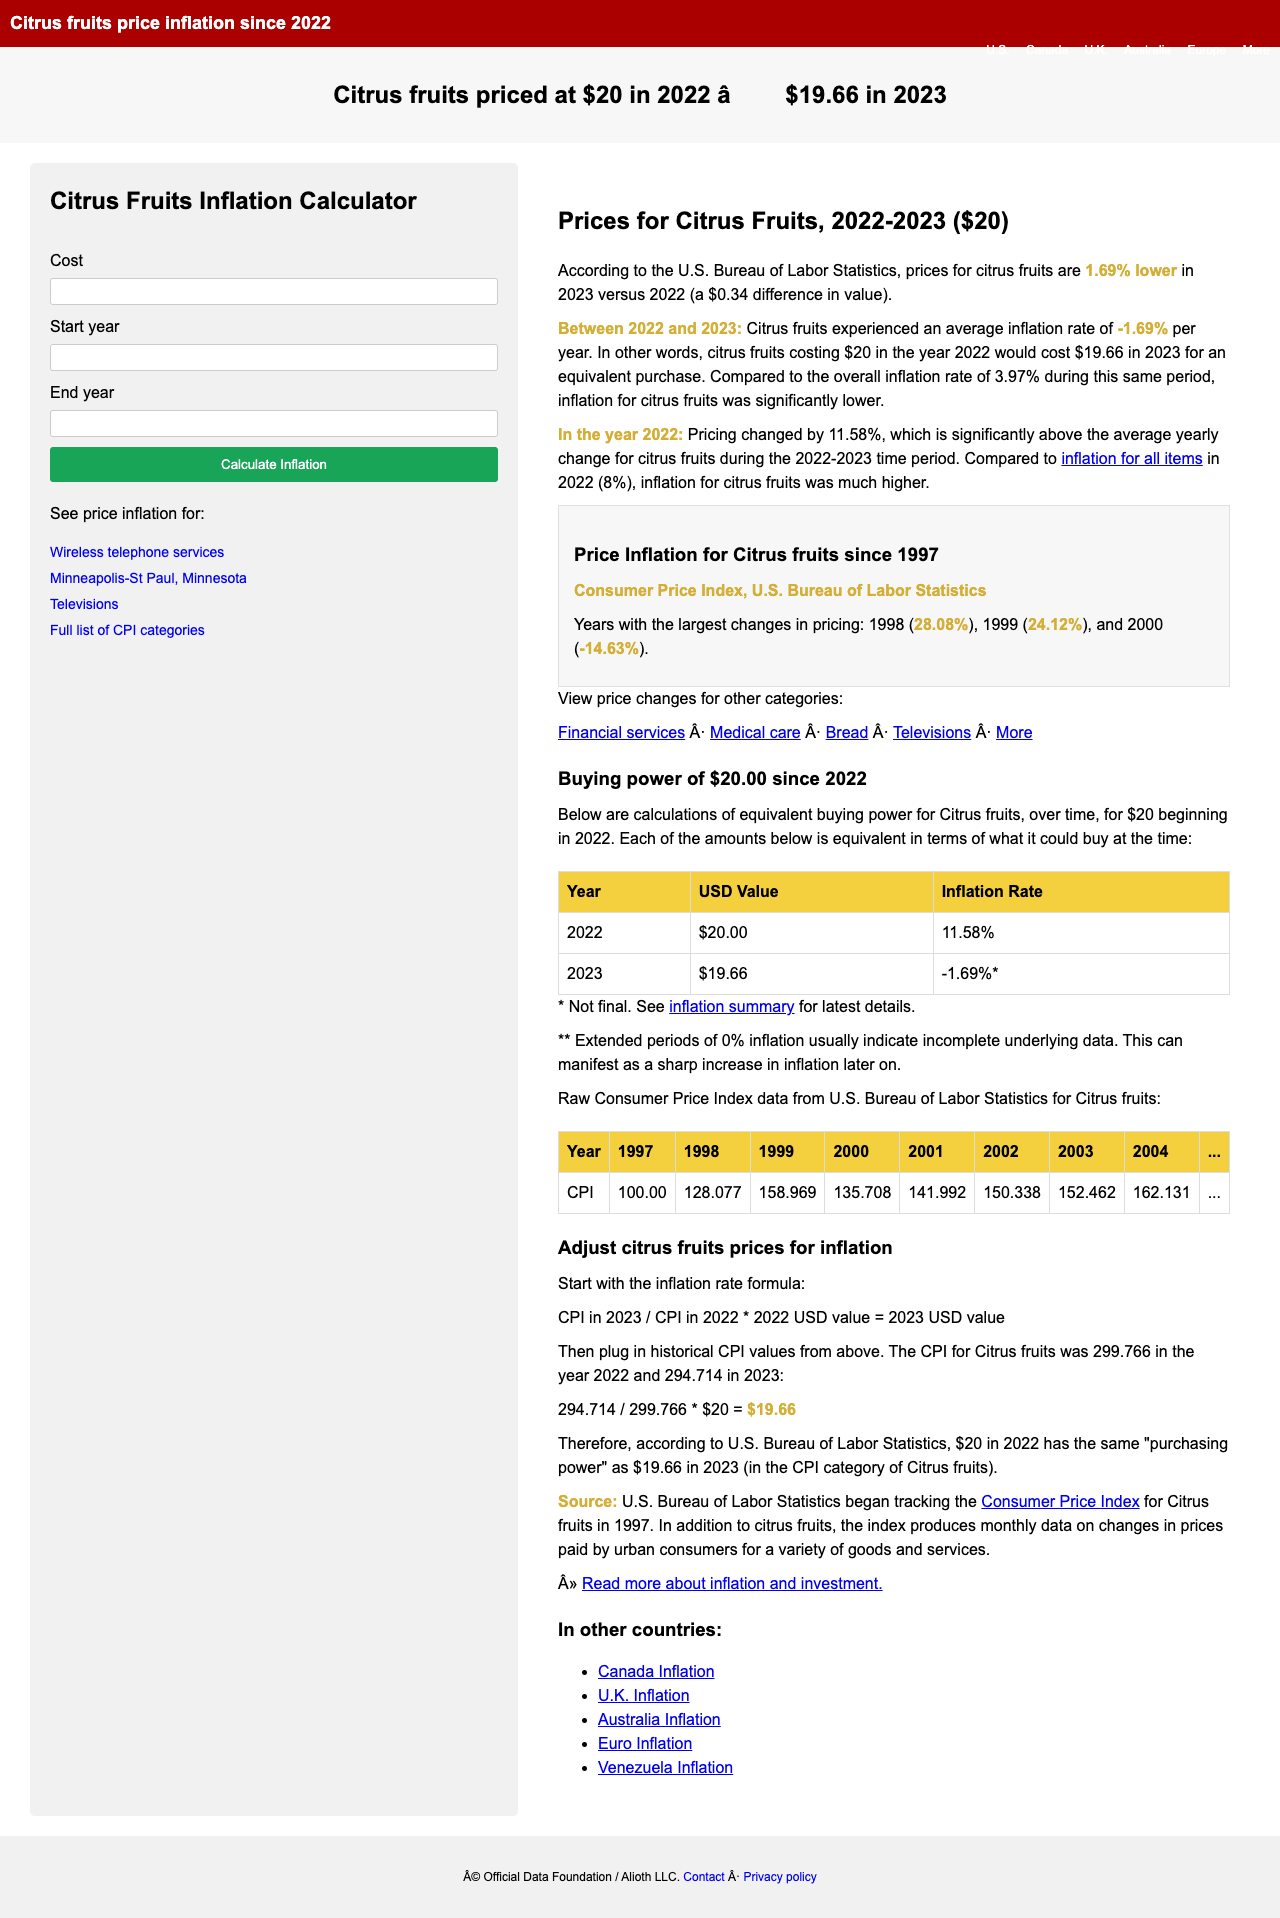 Citrus fruits price inflation since 2022
U.S. Canada U.K. Australia Europe More
Citrus fruits priced at $20 in 2022 â $19.66 in 2023
Citrus Fruits Inflation Calculator
Cost
Start year
End year
Calculate Inflation
See price inflation for:
Wireless telephone services
Minneapolis-St Paul, Minnesota
Televisions
Full list of CPI categories
Prices for Citrus Fruits, 2022-2023 ($20)
According to the U.S. Bureau of Labor Statistics, prices for citrus fruits are 1.69% lower in
2023 versus 2022 (a $0.34 difference in value).
Between 2022 and 2023: Citrus fruits experienced an average inflation rate of -1.69% per
year. In other words, citrus fruits costing $20 in the year 2022 would cost $19.66 in 2023 for an
equivalent purchase. Compared to the overall inflation rate of 3.97% during this same period,
inflation for citrus fruits was significantly lower.
In the year 2022: Pricing changed by 11.58%, which is significantly above the average yearly
change for citrus fruits during the 2022-2023 time period. Compared to inflation for all items in
2022 (8%), inflation for citrus fruits was much higher.
Price Inflation for Citrus fruits since 1997
Consumer Price Index, U.S. Bureau of Labor Statistics
Years with the largest changes in pricing: 1998 (28.08%), 1999 (24.12%), and 2000
(-14.63%).
View price changes for other categories:
Financial services Â· Medical care Â· Bread Â· Televisions Â· More
Buying power of $20.00 since 2022
Below are calculations of equivalent buying power for Citrus fruits, over time, for $20 beginning
in 2022. Each of the amounts below is equivalent in terms of what it could buy at the time:
Year USD Value Inflation Rate
2022 $20.00 11.58%
2023 $19.66 -1.69%*
* Not final. See inflation summary for latest details.
** Extended periods of 0% inflation usually indicate incomplete underlying data. This can
manifest as a sharp increase in inflation later on.
Raw Consumer Price Index data from U.S. Bureau of Labor Statistics for Citrus fruits:
Year 1997 1998 1999 2000 2001 2002 2003 2004 ...
CPI 100.00 128.077 158.969 135.708 141.992 150.338 152.462 162.131 ...
Adjust citrus fruits prices for inflation
Start with the inflation rate formula:
CPI in 2023 / CPI in 2022 * 2022 USD value = 2023 USD value
Then plug in historical CPI values from above. The CPI for Citrus fruits was 299.766 in the
year 2022 and 294.714 in 2023:
294.714 / 299.766 * $20 = $19.66
Therefore, according to U.S. Bureau of Labor Statistics, $20 in 2022 has the same "purchasing
power" as $19.66 in 2023 (in the CPI category of Citrus fruits).
Source: U.S. Bureau of Labor Statistics began tracking the Consumer Price Index for Citrus
fruits in 1997. In addition to citrus fruits, the index produces monthly data on changes in prices
paid by urban consumers for a variety of goods and services.
Â» Read more about inflation and investment.
In other countries:
• Canada Inflation
• U.K. Inflation
• Australia Inflation
• Euro Inflation
• Venezuela Inflation
Â© Official Data Foundation / Alioth LLC. Contact Â· Privacy policy